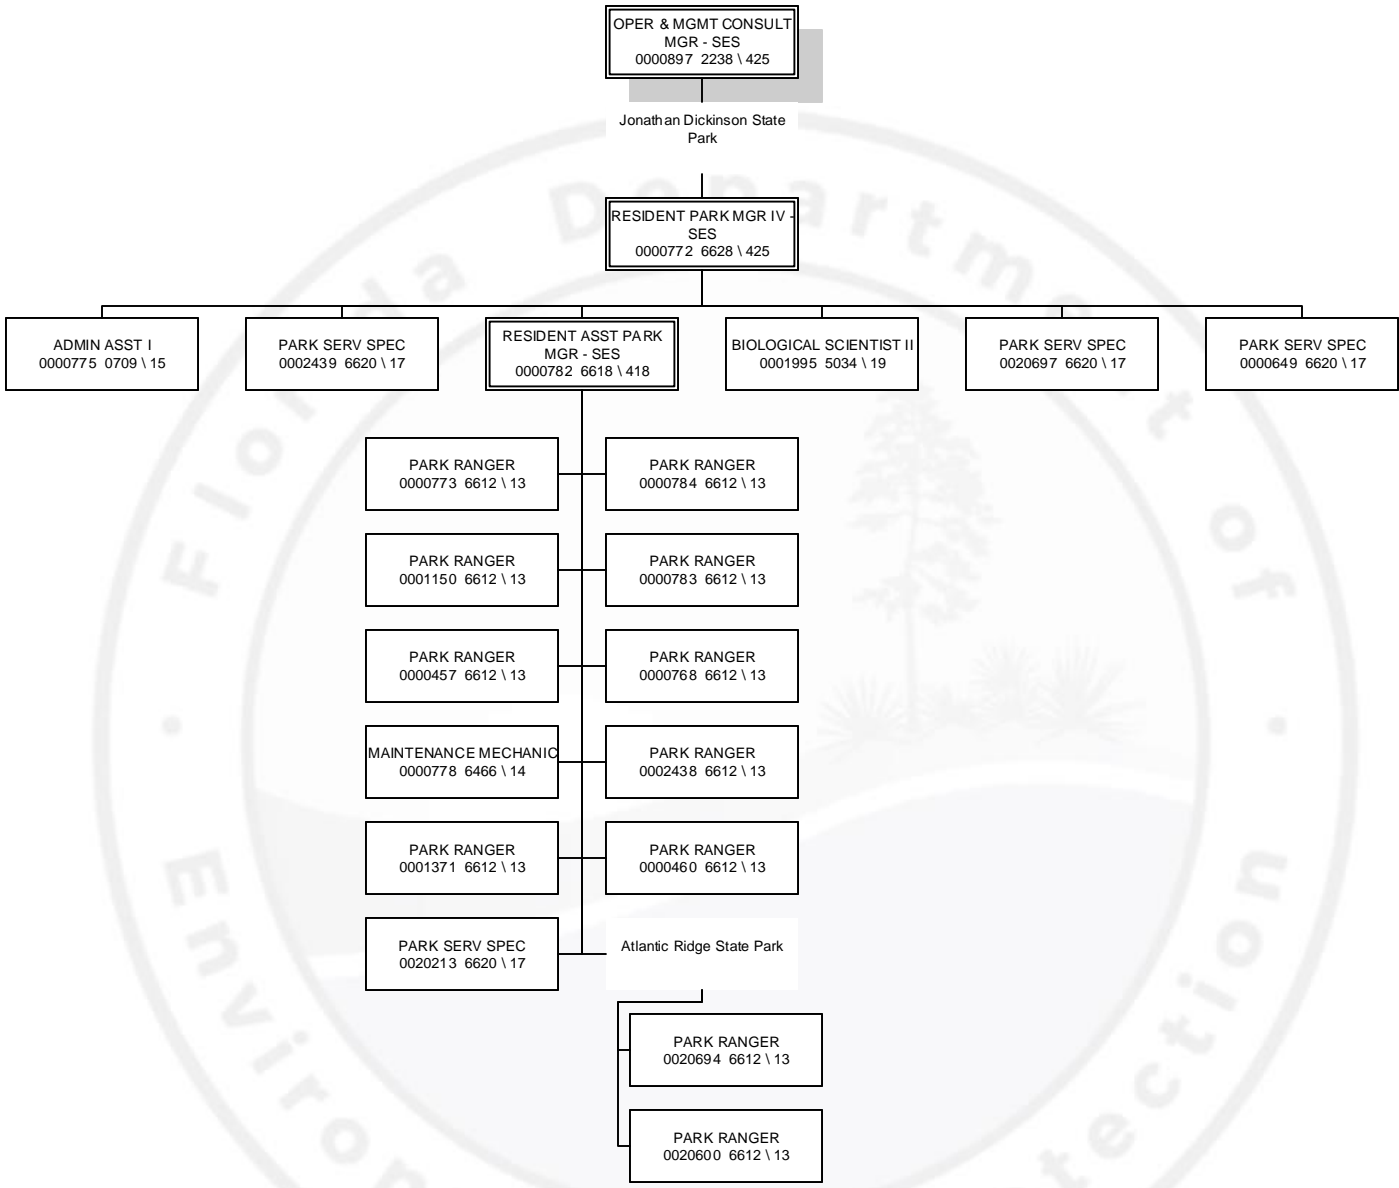 OPER & MGMT CONSULT
MGR - SES
0000897 2238 \ 425
Jonathan Dickinson State
Park
RESIDENT PARK MGR IV -
SES
0000772 6628 \ 425
ADMIN ASST I
0000775 0709 \ 15
PARK SERV SPEC
0002439 6620 \ 17
RESIDENT ASST PARK
MGR - SES
0000782 6618 \ 418
BIOLOGICAL SCIENTIST II
0001995 5034 \ 19
PARK SERV SPEC
0020697 6620 \ 17
PARK SERV SPEC
0000649 6620 \ 17
PARK RANGER
0000773 6612 \ 13
PARK RANGER
0000784 6612 \ 13
PARK RANGER
0001150 6612 \ 13
PARK RANGER
0000783 6612 \ 13
PARK RANGER
0000457 6612 \ 13
PARK RANGER
0000768 6612 \ 13
MAINTENANCE MECHANIC
0000778 6466 \ 14
PARK RANGER
0002438 6612 \ 13
PARK RANGER
0001371 6612 \ 13
PARK RANGER
0000460 6612 \ 13
PARK SERV SPEC
0020213 6620 \ 17
Atlantic Ridge State Park
PARK RANGER
0020694 6612 \ 13
PARK RANGER
0020600 6612 \ 13
Florida Department of
Environ
tection